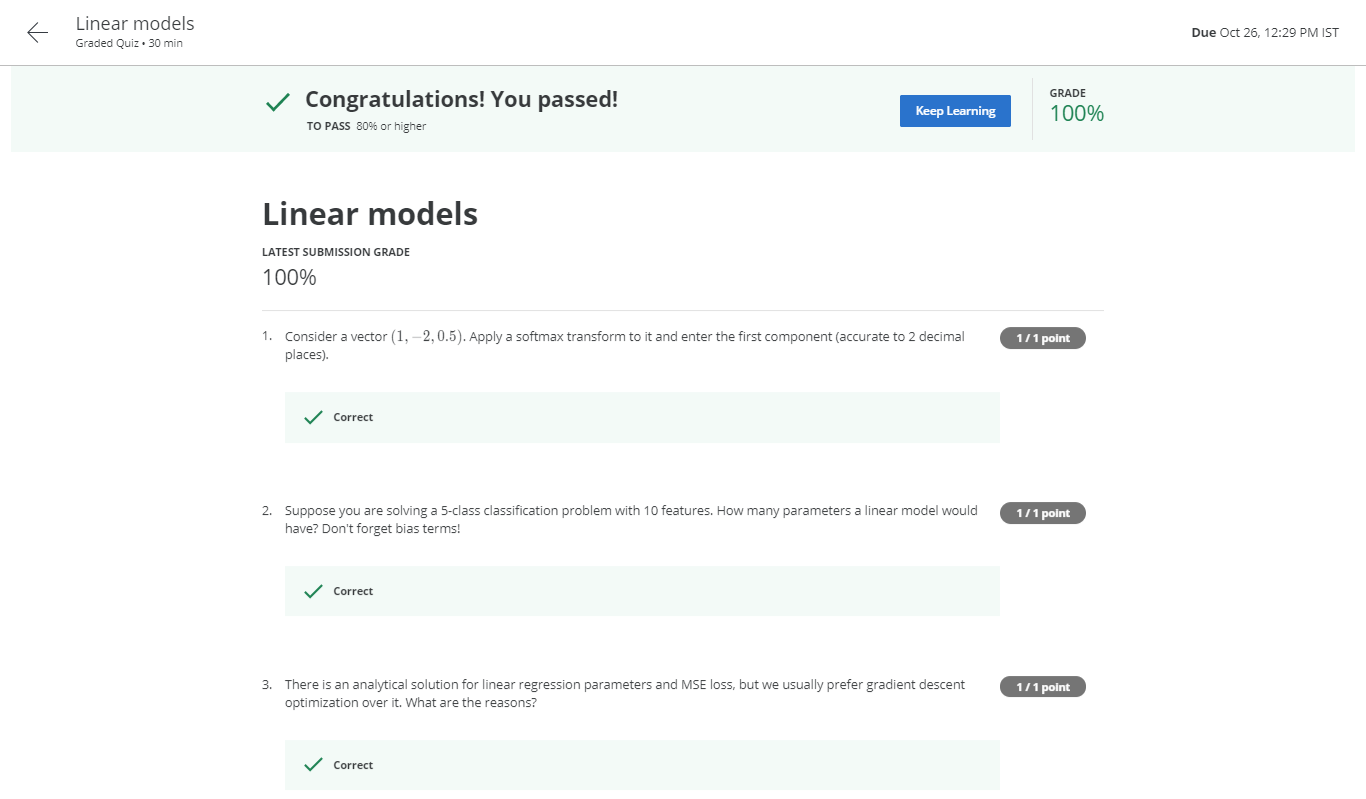 Linear models
Graded Quiz • 30 min
Due Oct 26, 12:29 PM IST
Congratulations! You passed!
TO PASS 80% or higher
Keep Learning
GRADE
100%
Linear models
LATEST SUBMISSION GRADE
100%
1. Consider a vector (1, −2, 0.5). Apply a softmax transform to it and enter the first component (accurate to 2 decimal
places).
1 / 1 point
Correct
2. Suppose you are solving a 5-class classification problem with 10 features. How many parameters a linear model would
have? Don't forget bias terms!
1 / 1 point
Correct
3. There is an analytical solution for linear regression parameters and MSE loss, but we usually prefer gradient descent
optimization over it. What are the reasons?
1 / 1 point
Correct